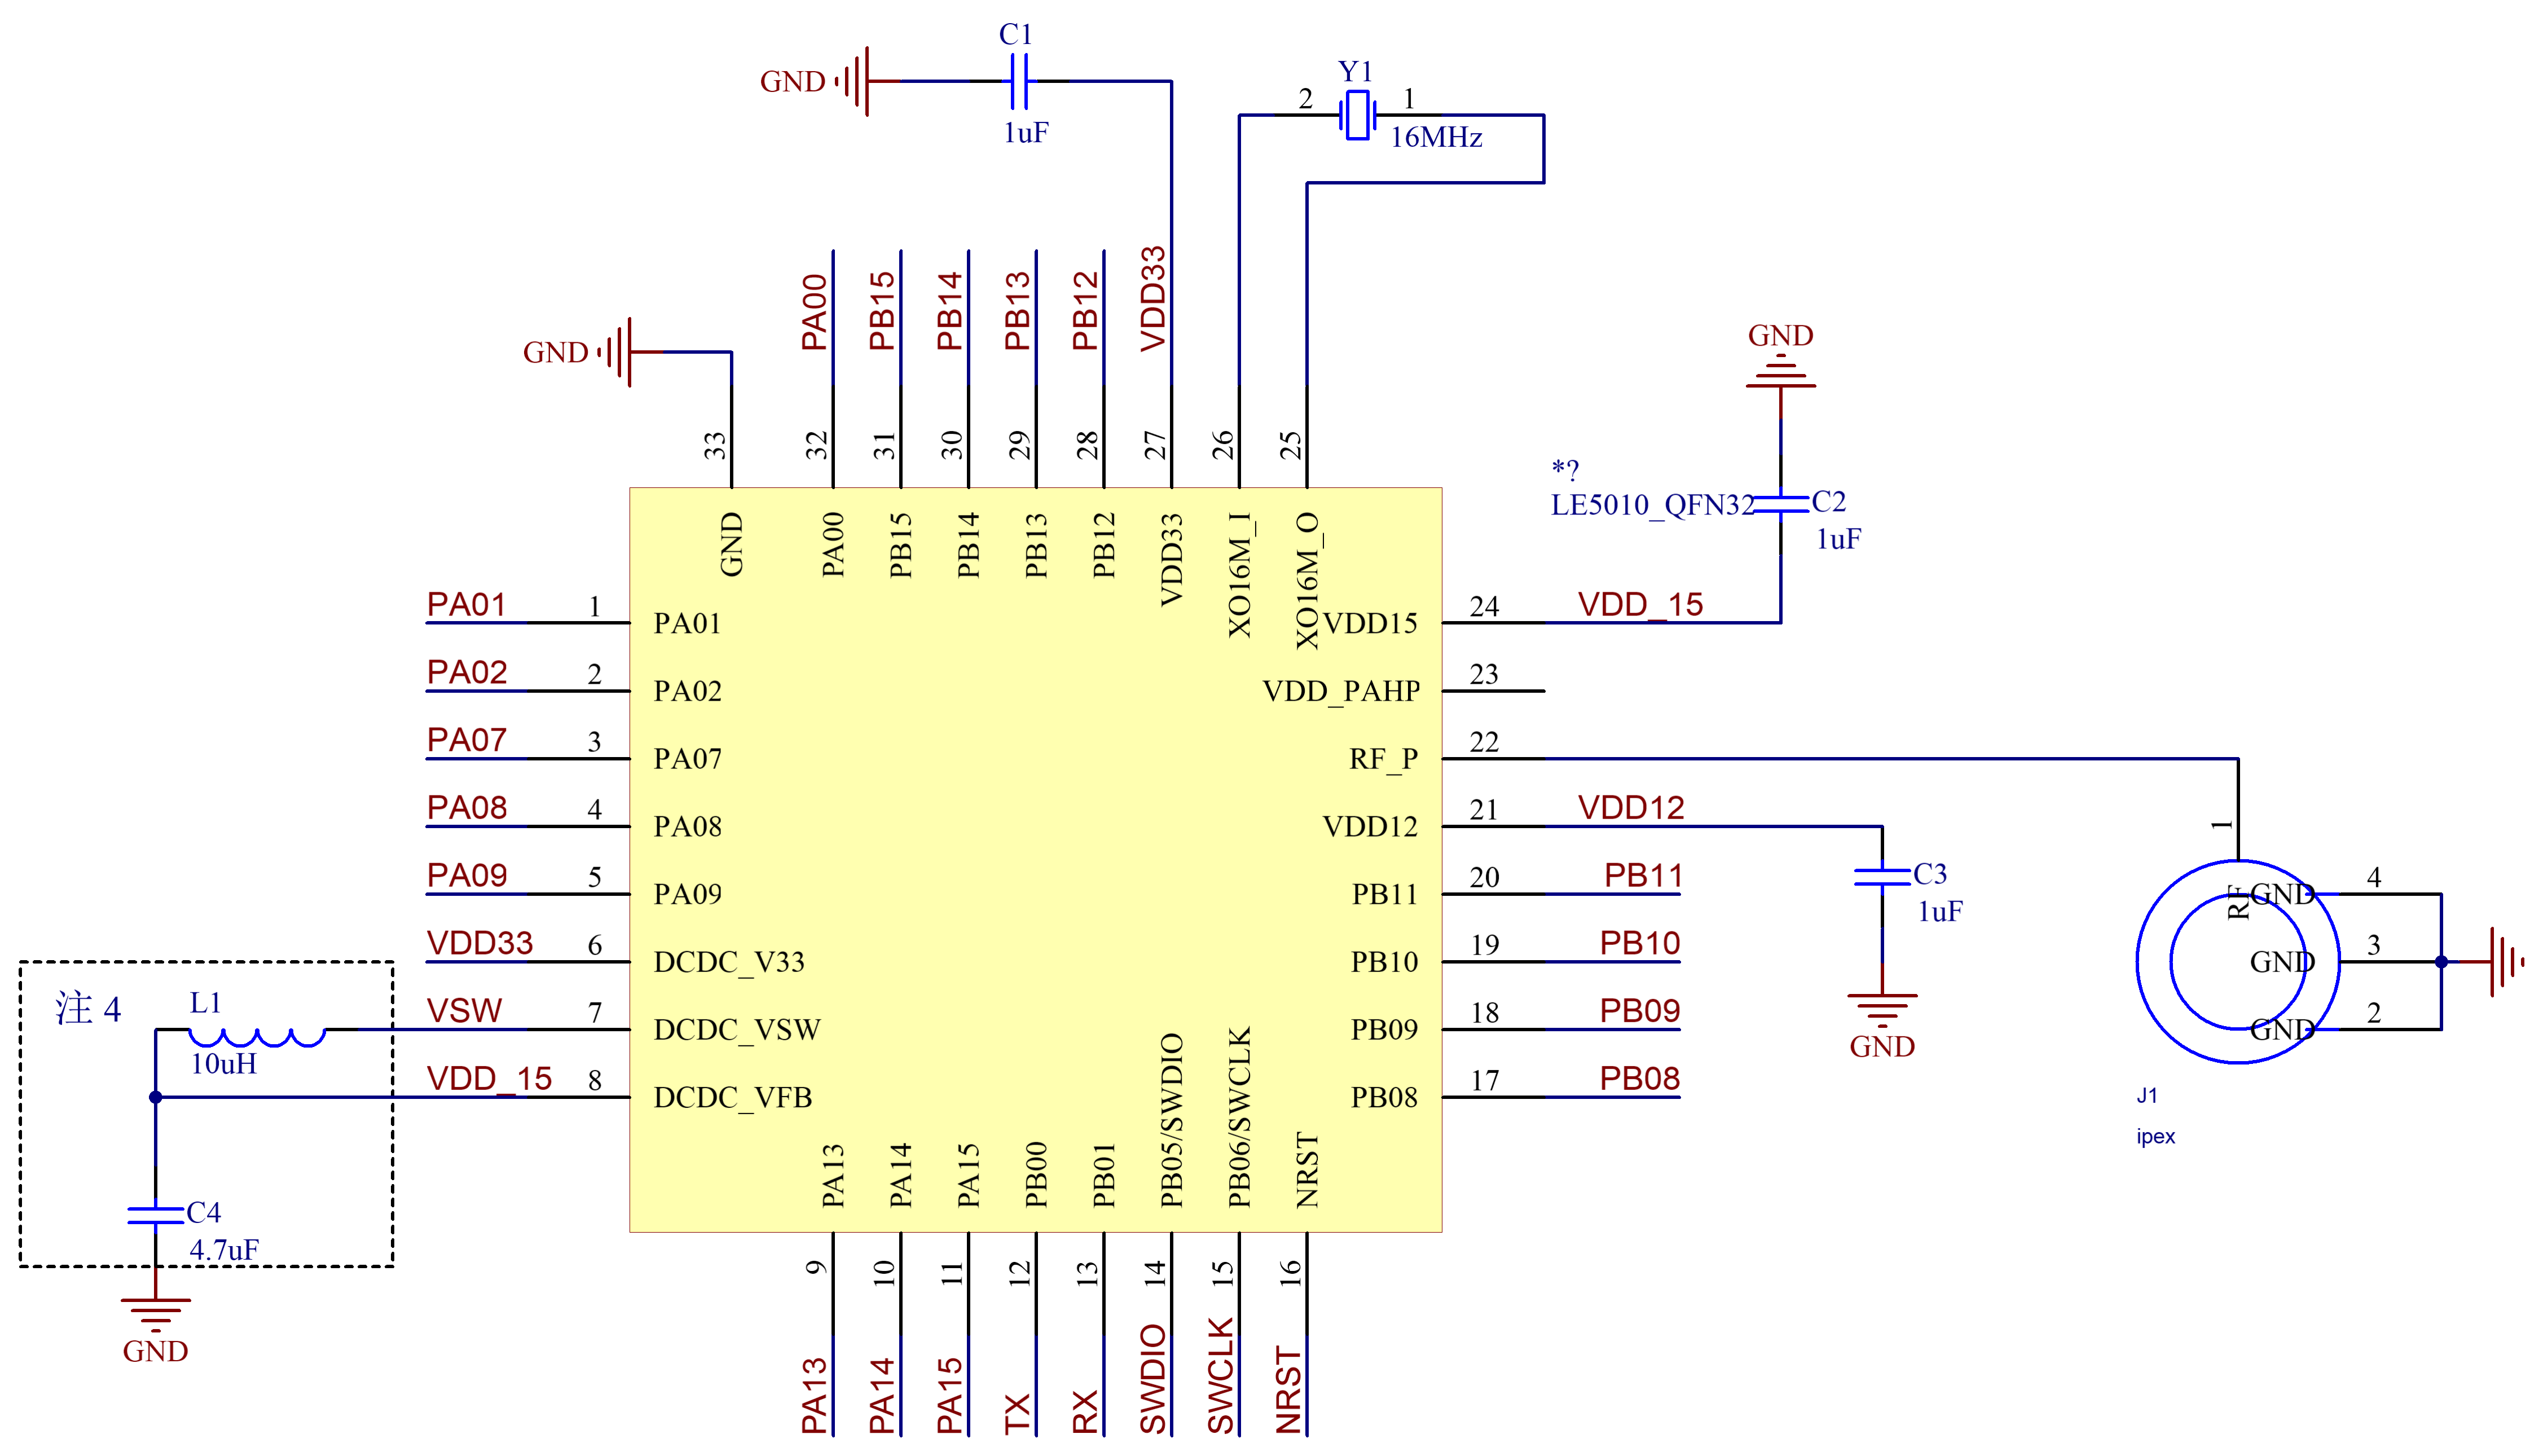 C1
GND
1uF
Y1
2
1
16MHz
PA00
PB15
PB14
PB13
PB12
VDD33
GND
33
32
31
30
29
28
27
26
25
GND
*?
LE5010_QFN32
C2
1uF
GND
PA00
PB15
PB14
PB13
PB12
VDD33
XO16M_I
XO16M_O
PA01
1
PA01
VDD15
24
VDD_15
PA02
2
PA02
VDD_PAHP
23
PA07
3
PA07
RF_P
22
PA08
4
PA08
VDD12
21
VDD12
1
PA09
5
PA09
PB11
20
PB11
C3
1uF
RF
GND
4
VDD33
6
DCDC_V33
PB10
19
PB10
GND
3
注 4
L1
10uH
VSW
7
DCDC_VSW
PB09
18
PB09
GND
GND
2
VDD_15
8
DCDC_VFB
PB08
17
PB08
J1
ipex
PA13
PA14
PA15
PB00
PB01
PB05/SWDIO
PB06/SWCLK
NRST
C4
4.7uF
GND
9
10
11
12
13
14
15
16
PA13
PA14
PA15
TX
RX
SWDIO
SWCLK
NRST